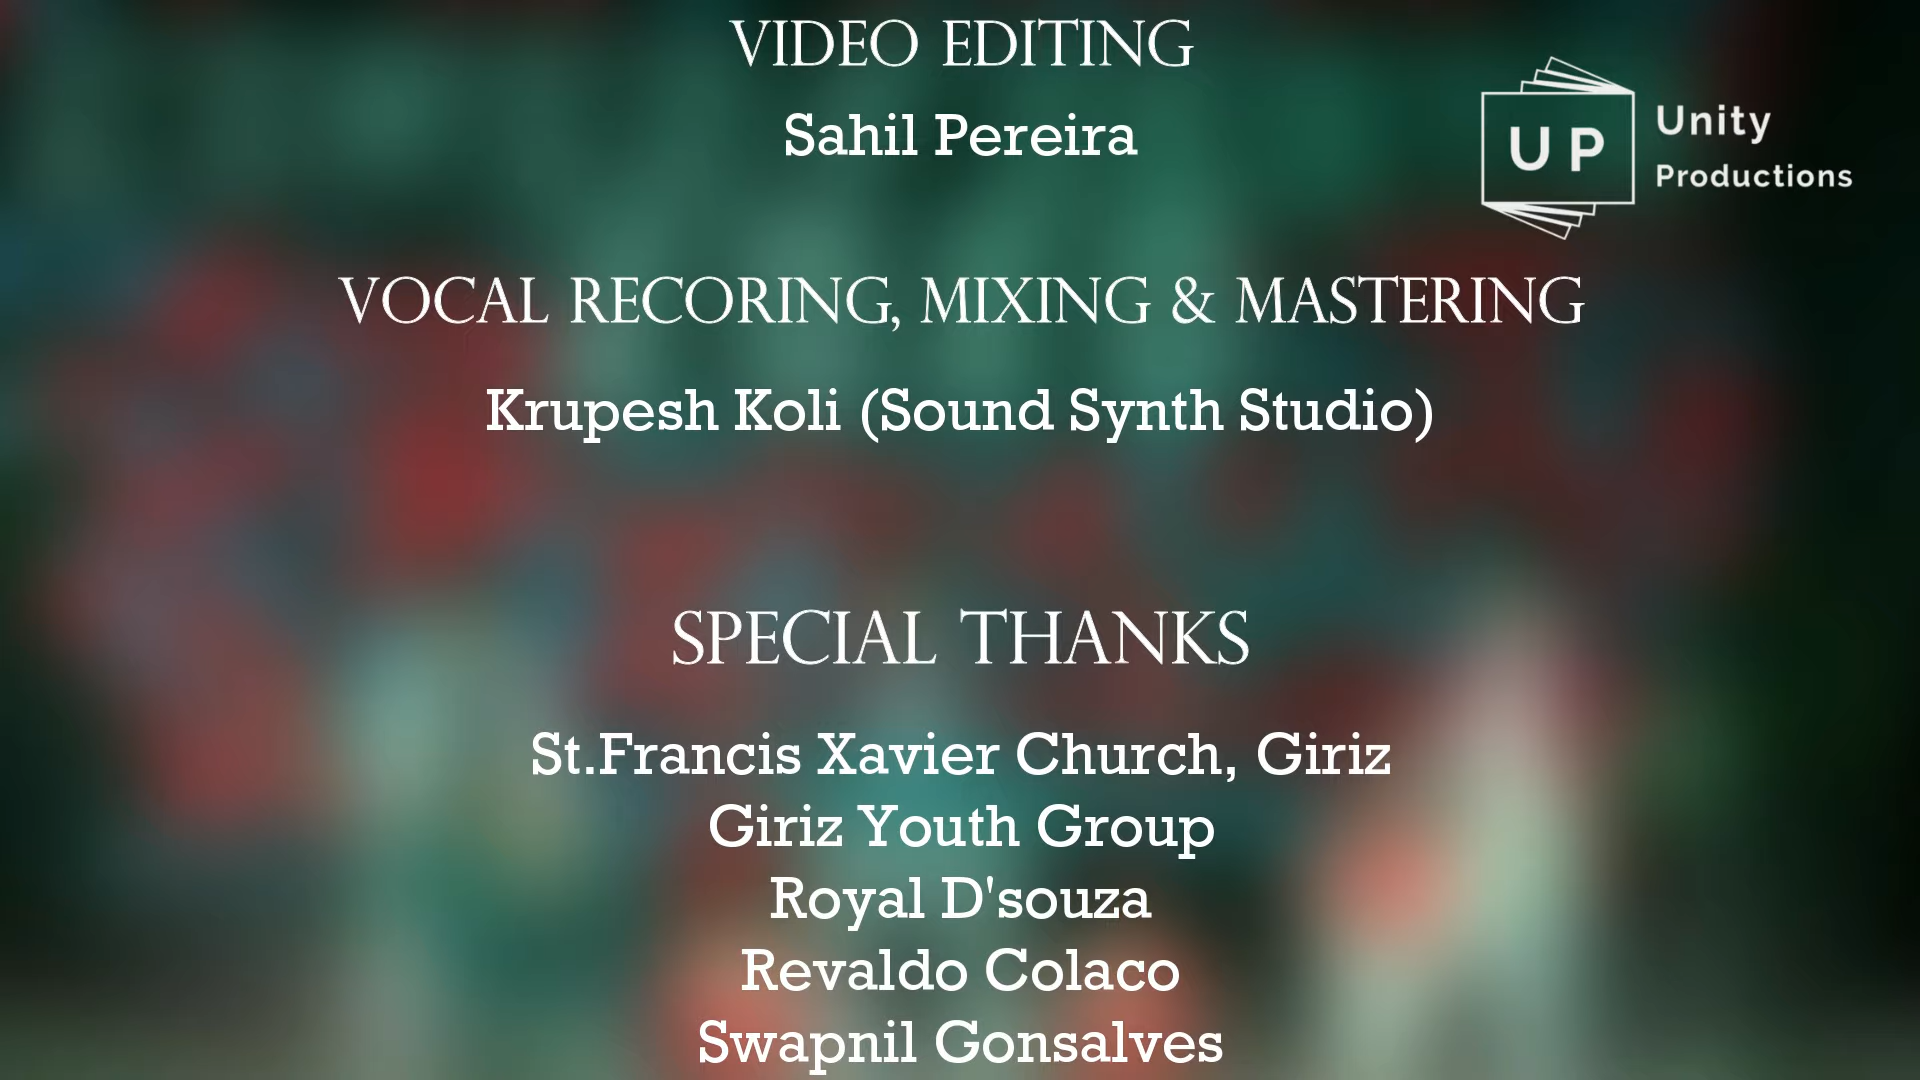 VIDEO EDITING
Sahil Pereira
UP
Unity
Productions
VOCAL RECORING, MIXING & MASTERING
Krupesh Koli (Sound Synth Studio)
SPECIAL THANKS
St.Francis Xavier Church, Giriz
Giriz Youth Group
Royal D'souza
Revaldo Colaco
Swapnil Gonsalves